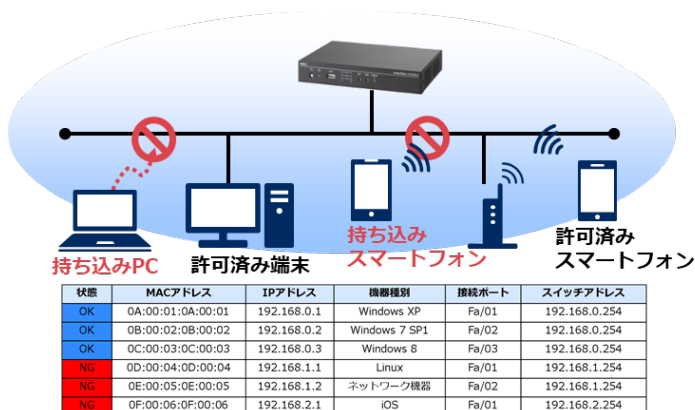 持ち込みPC
許可済み端末
持ち込み
スマートフォン
許可済み
スマートフォン
状態 MACアドレス IPアドレス 機器種別 接続ポート スイッチアドレス
OK 0A:00:01:0A:00:01 192.168.0.1 Windows XP Fa/01 192.168.0.254
OK 0B:00:02:0B:00:02 192.168.0.2 Windows 7 SP1 Fa/02 192.168.0.254
OK 0C:00:03:0C:00:03 192.168.0.3 Windows 8 Fa/03 192.168.0.254
NG 0D:00:04:0D:00:04 192.168.1.1 Linux Fa/01 192.168.1.254
NG 0E:00:05:0E:00:05 192.168.1.2 ネットワーク機器 Fa/02 192.168.1.254
NG 0F:00:06:0F:00:06 192.168.2.1 iOS Fa/01 192.168.2.254